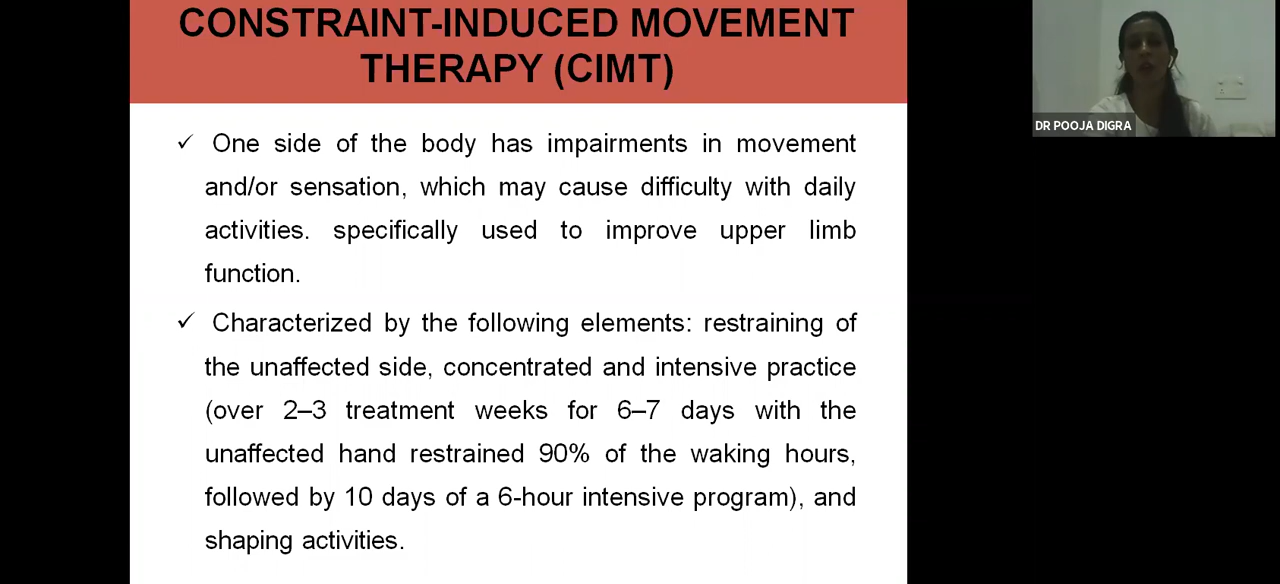 CONSTRAINT-INDUCED MOVEMENT
THERAPY (CIMT)
DR POOJA DIGRA
✓ One side of the body has impairments in movement
and/or sensation, which may cause difficulty with daily
activities. specifically used to improve upper limb
function.
✓ Characterized by the following elements: restraining of
the unaffected side, concentrated and intensive practice
(over 2–3 treatment weeks for 6–7 days with the
unaffected hand restrained 90% of the waking hours,
followed by 10 days of a 6-hour intensive program), and
shaping activities.